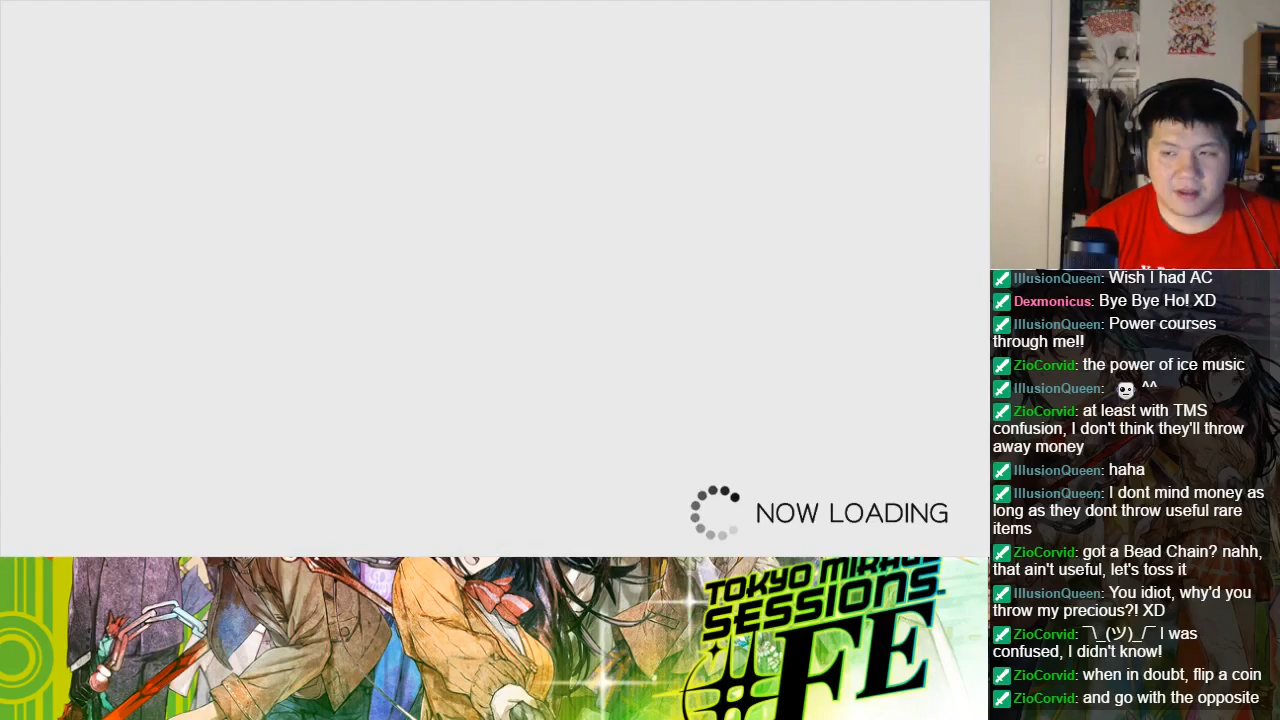 NOW LOADING
TOKYO MIRAGE
SESSIONS
#FE
IllusionQueen: Wish I had AC
Dexmonicus: Bye Bye Ho! XD
IllusionQueen: Power courses
through me!!
ZioCorvid: the power of ice music
IllusionQueen: ^^
ZioCorvid: at least with TMS
confusion, I don't think they'll throw
away money
IllusionQueen: haha
IllusionQueen: I dont mind money as
long as they dont throw useful rare
items
ZioCorvid: got a Bead Chain? nahh,
that ain't useful, let's toss it
IllusionQueen: You idiot, why'd you
throw my precious?! XD
ZioCorvid: ¯\_(ツ)_/¯ I was
confused, I didn't know!
ZioCorvid: when in doubt, flip a coin
ZioCorvid: and go with the opposite